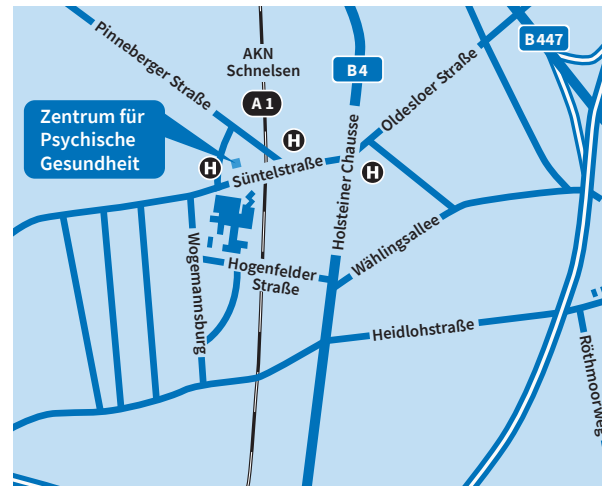 Pinneberger Straße
AKN
Schnelsen
A 1
B4
B 447
Oldesloer Straße
Zentrum für
Psychische
Gesundheit
H
H
H
Süntelstraße
Holsteiner Chausse
Wählingsallee
Wogemannsburg
Hogenfelder
Straße
Heidlohstraße
Röthmoorweg